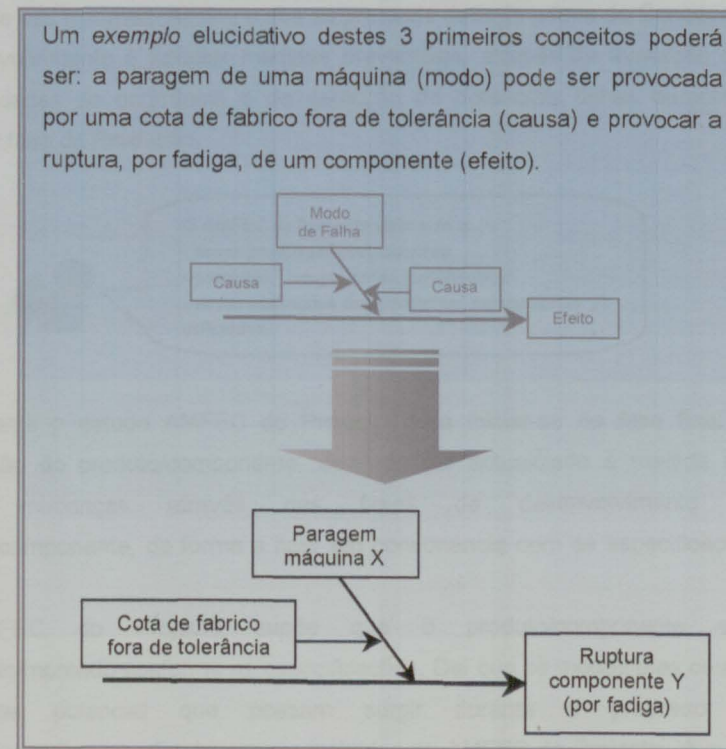 Um exemplo elucidativo destes 3 primeiros conceitos poderá
ser: a paragem de uma máquina (modo) pode ser provocada
por uma cota de fabrico fora de tolerância (causa) e provocar a
ruptura, por fadiga, de um componente (efeito).
Modo
de Falha
Causa
Causa
Efeito
Paragem
máquina X
Cota de fabrico
fora de tolerância
Ruptura
componente Y
(por fadiga)